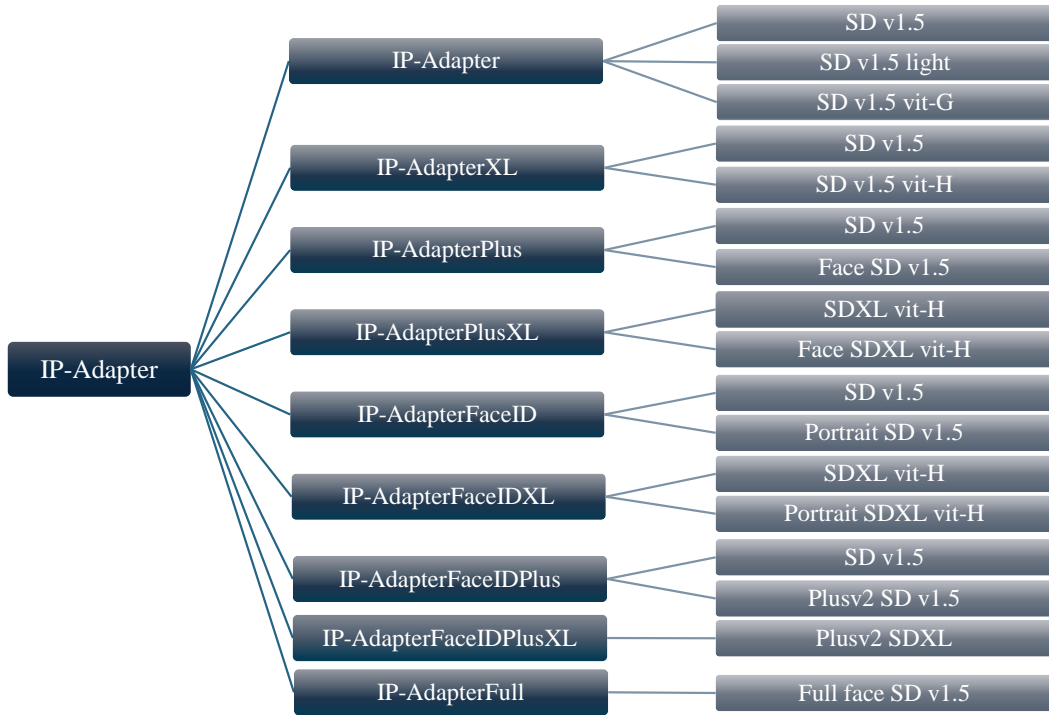 IP-Adapter
IP-Adapter
SD v1.5
SD v1.5 light
SD v1.5 vit-G
IP-AdapterXL
SD v1.5
SD v1.5 vit-H
IP-AdapterPlus
SD v1.5
Face SD v1.5
IP-AdapterPlusXL
SDXL vit-H
Face SDXL vit-H
IP-AdapterFaceID
SD v1.5
Portrait SD v1.5
IP-AdapterFaceIDXL
SDXL vit-H
Portrait SDXL vit-H
IP-AdapterFaceIDPlus
SD v1.5
Plusv2 SD v1.5
IP-AdapterFaceIDPlusXL
Plusv2 SDXL
IP-AdapterFull
Full face SD v1.5